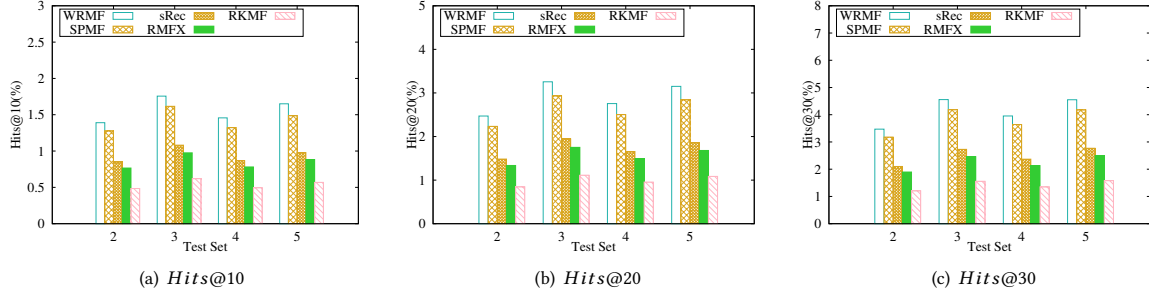 3
2.5
2
1.5
1
0.5
0
Hits@10(%)
WRMF sRec RKMF
SPMF RMFX
2 3 4 5
Test Set
(a) Hits@10
5
4
3
2
1
0
Hits@20(%)
WRMF sRec RKMF
SPMF RMFX
2 3 4 5
Test Set
(b) Hits@20
8
7
6
5
4
3
2
1
0
Hits@30(%)
WRMF sRec RKMF
SPMF RMFX
2 3 4 5
Test Set
(c) Hits@30